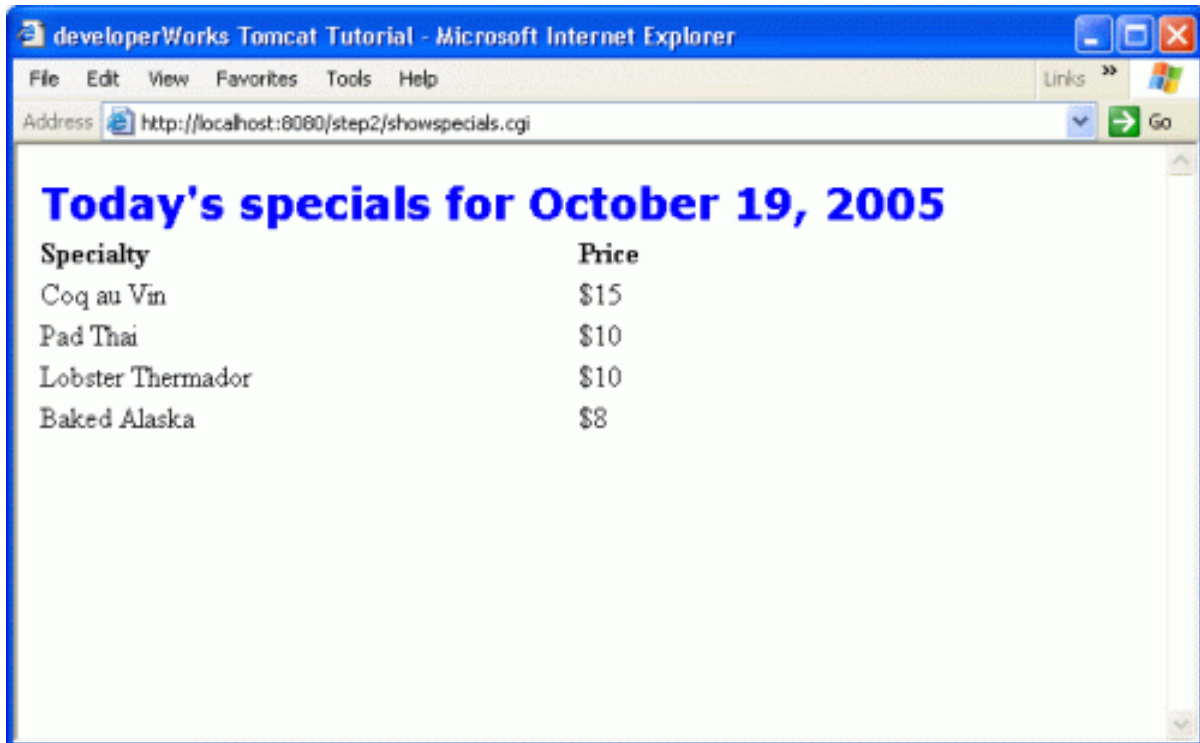 developerWorks Tomcat Tutorial - Microsoft Internet Explorer
File Edit View Favorites Tools Help Links »
Address http://localhost:8080/step2/showspecials.cgi Go
Today's specials for October 19, 2005
Specialty Price
Coq au Vin $15
Pad Thai $10
Lobster Thermador $10
Baked Alaska $8